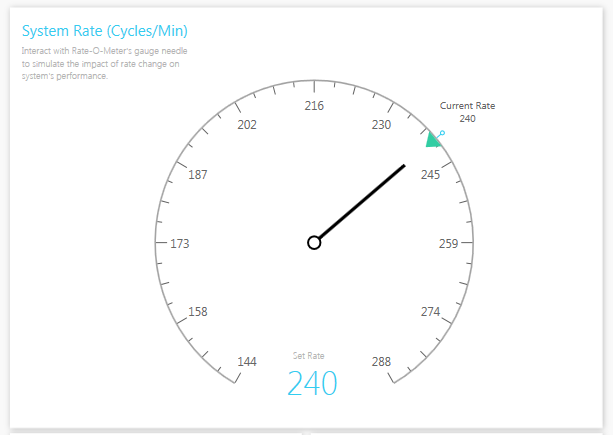 System Rate (Cycles/Min)
Interact with Rate-O-Meter's gauge needle
to simulate the impact of rate change on
system's performance.
216
Current Rate
240
202
230
187
245
173
259
158
274
144
288
Set Rate
240